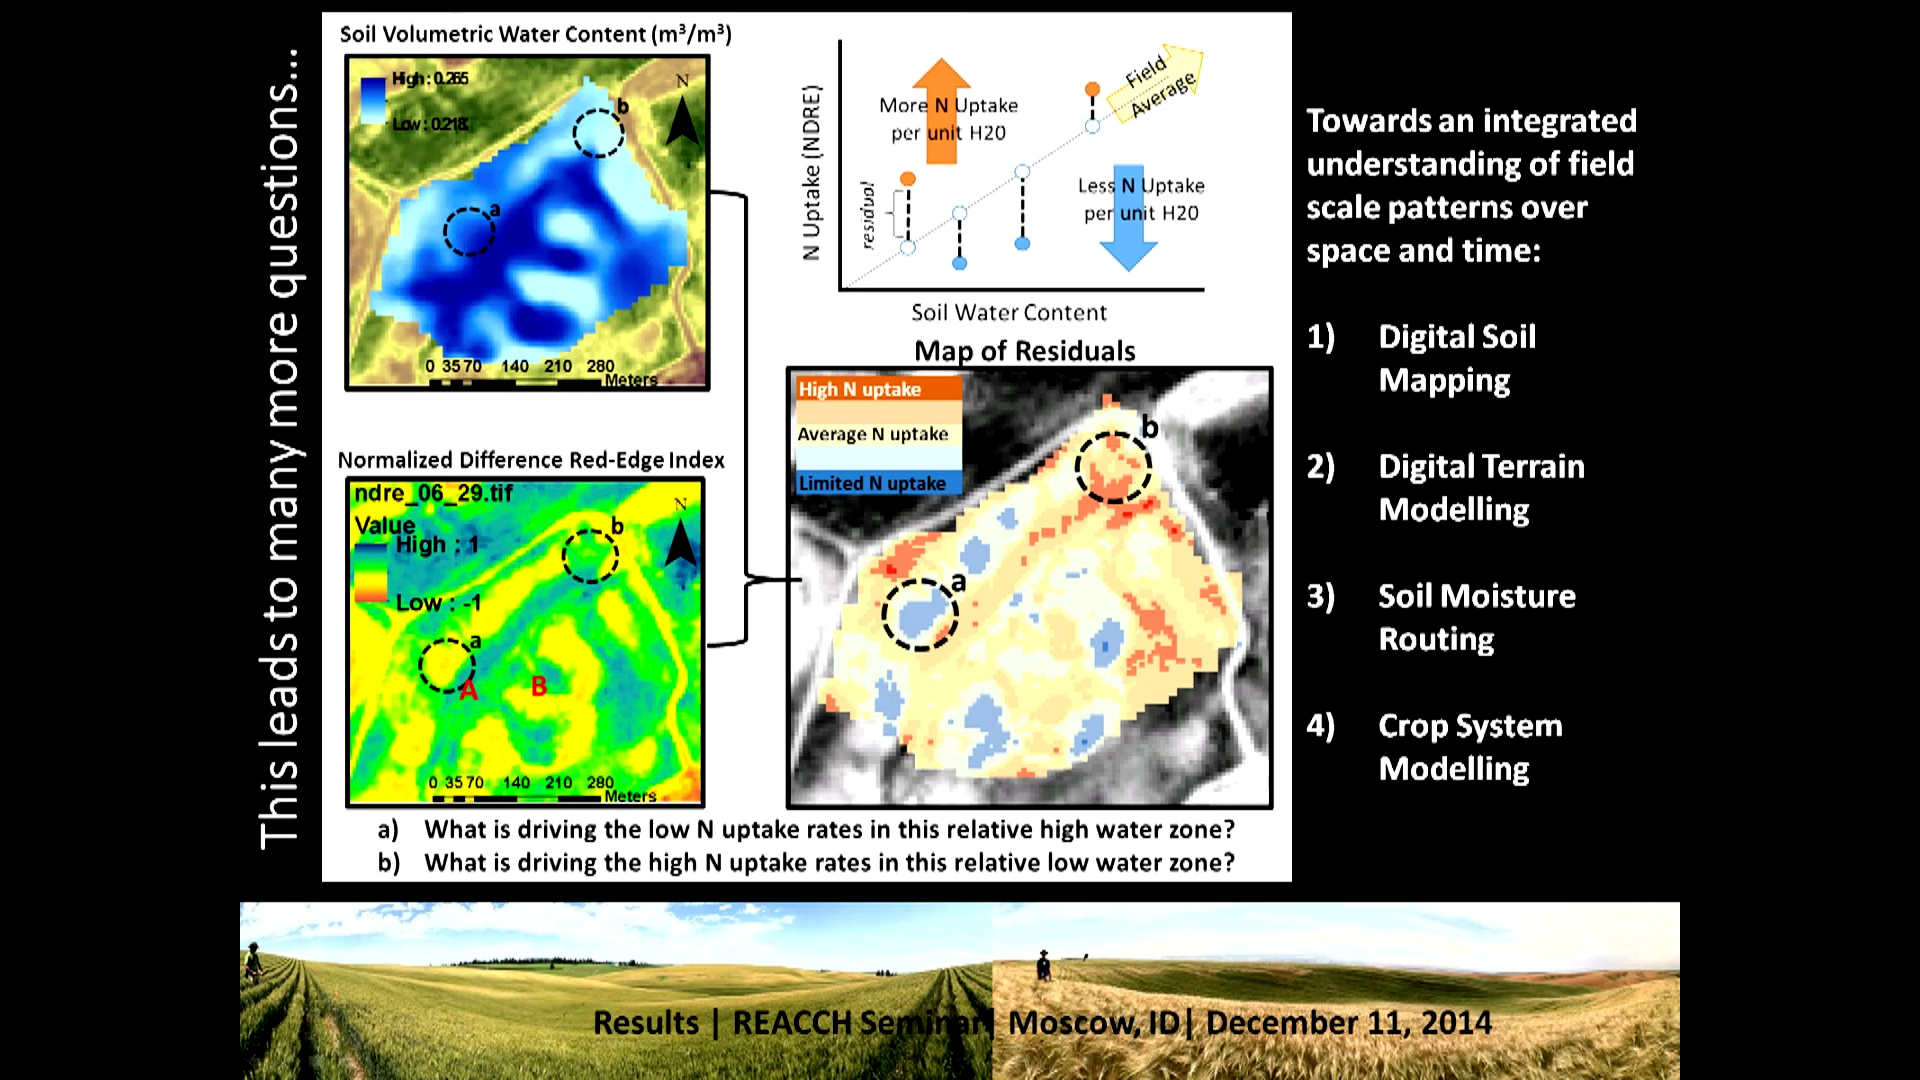 This leads to many more questions...
Soil Volumetric Water Content (m³/m³)
High : 0.265
Low : 0.218
N
b
a
0 35 70 140 210 280
Meters
Normalized Difference Red-Edge Index
ndre_06_29.tif
Value
High : 1
Low : -1
N
b
a
A
B
0 35 70 140 210 280
Meters
N Uptake (NDRE)
More N Uptake
per unit H20
Field
Average
residual
Less N Uptake
per unit H20
Soil Water Content
Map of Residuals
High N uptake
Average N uptake
Limited N uptake
b
a
a) What is driving the low N uptake rates in this relative high water zone?
b) What is driving the high N uptake rates in this relative low water zone?
Towards an integrated
understanding of field
scale patterns over
space and time:
1) Digital Soil
Mapping
2) Digital Terrain
Modelling
3) Soil Moisture
Routing
4) Crop System
Modelling
Results | REACCH Seminar| Moscow, ID| December 11, 2014